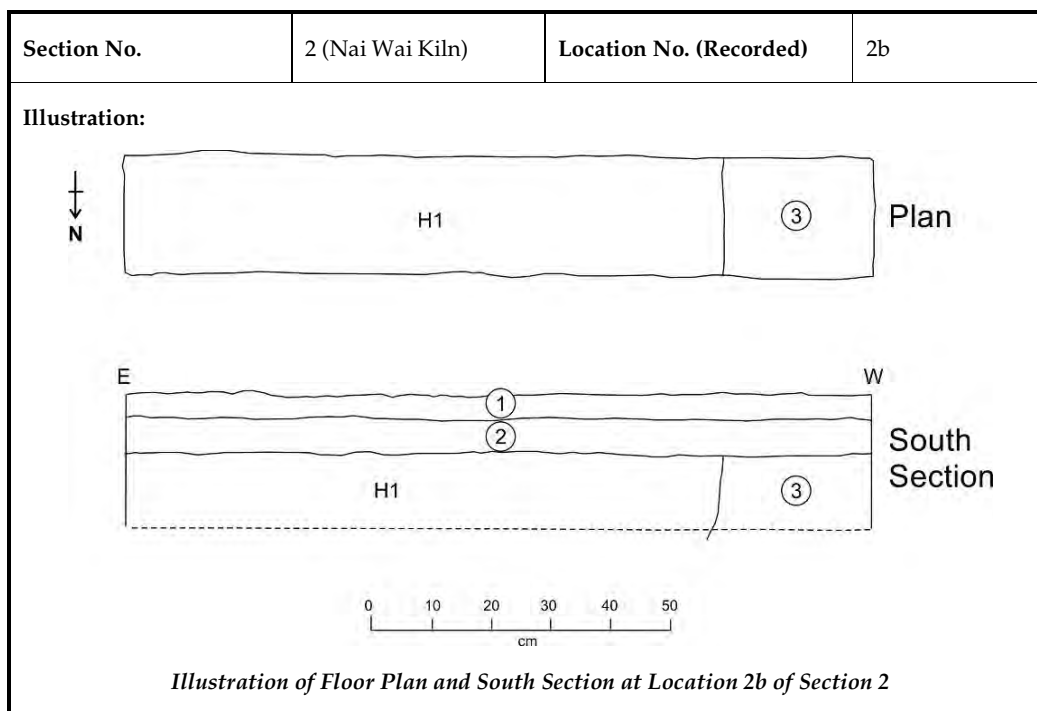 Section No. 2 (Nai Wai Kiln) Location No. (Recorded) 2b
Illustration:
N
H1 ③ Plan
E W
①
②
South
Section
H1 ③
0 10 20 30 40 50
cm
Illustration of Floor Plan and South Section at Location 2b of Section 2